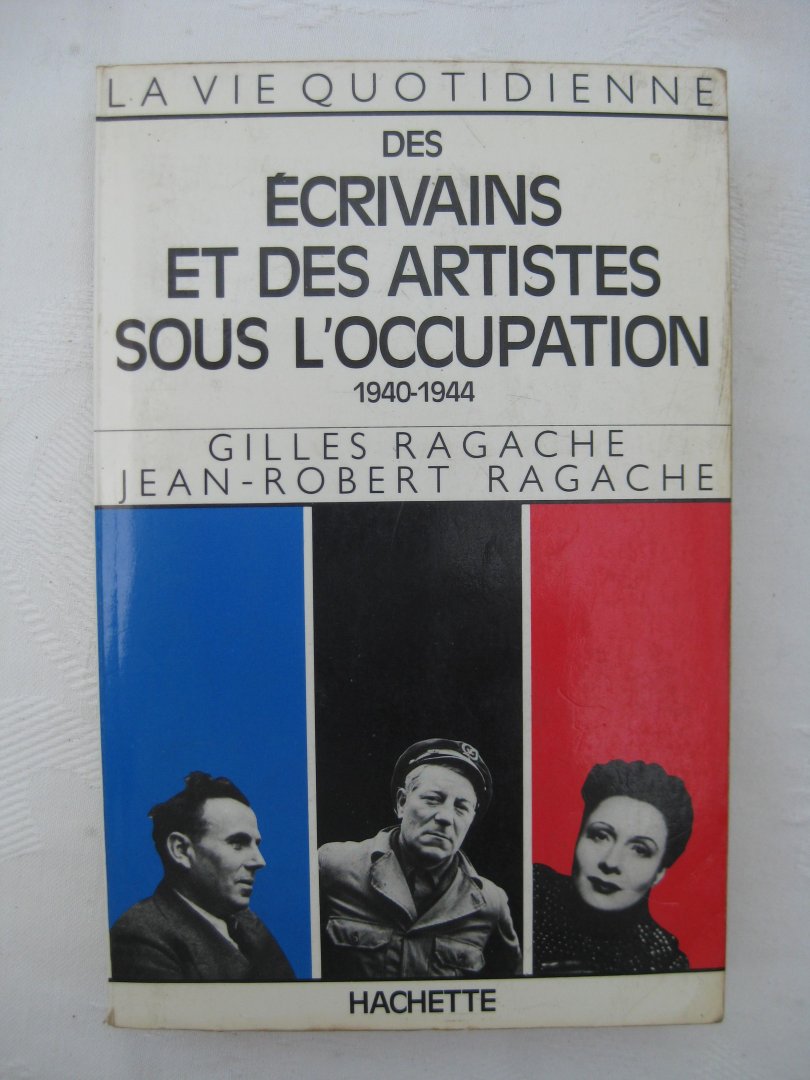 LA VIE QUOTIDIENNE
DES
ÉCRIVAINS
ET DES ARTISTES
SOUS L'OCCUPATION
1940-1944
GILLES RAGACHE
JEAN-ROBERT RAGACHE
HACHETTE